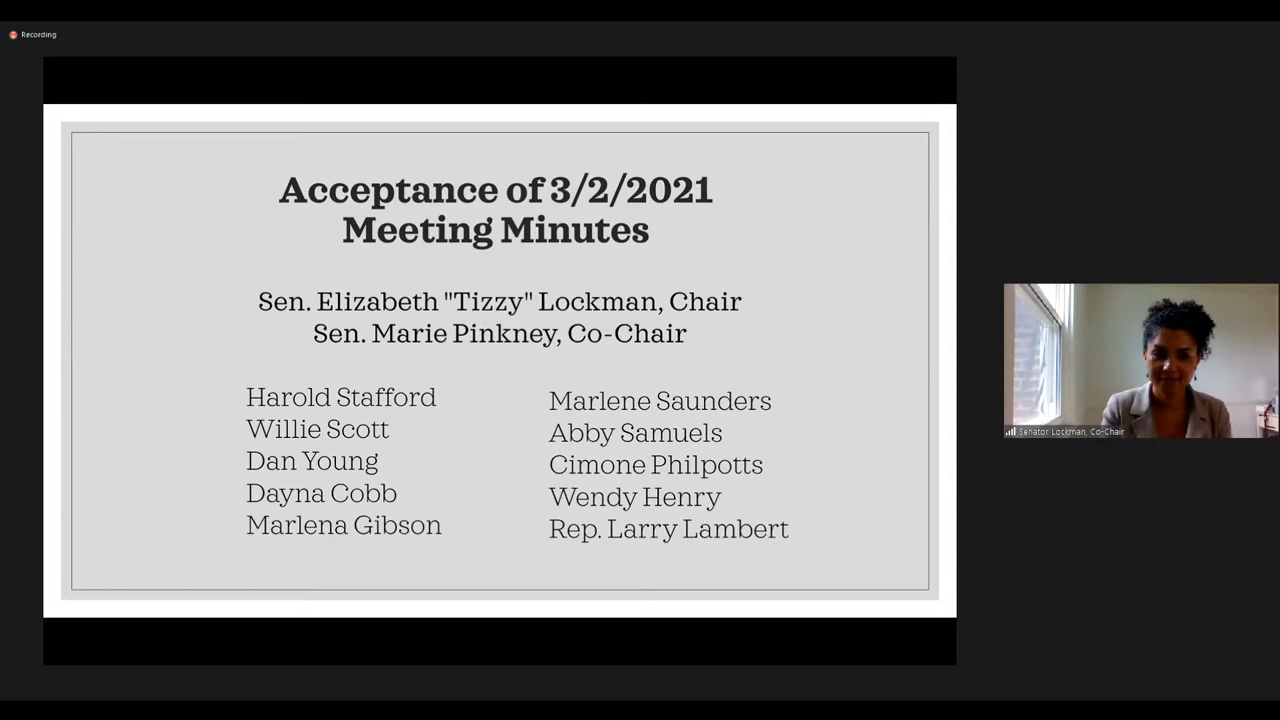 Recording
Acceptance of 3/2/2021
Meeting Minutes
Sen. Elizabeth "Tizzy" Lockman, Chair
Sen. Marie Pinkney, Co-Chair
Harold Stafford
Willie Scott
Dan Young
Dayna Cobb
Marlena Gibson
Marlene Saunders
Abby Samuels
Cimone Philpotts
Wendy Henry
Rep. Larry Lambert
Senator Lockman, Co-Chair